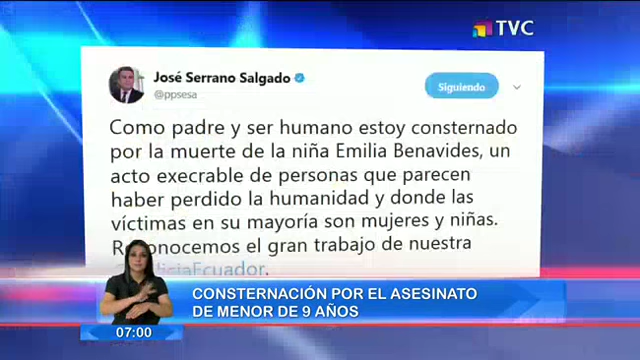 TVC
José Serrano Salgado
@ppsesa
Siguiendo
Como padre y ser humano estoy consternado
por la muerte de la niña Emilia Benavides, un
acto execrable de personas que parecen
haber perdido la humanidad y donde las
víctimas en su mayoría son mujeres y niñas.
el gran trabajo de nuestra
CONSTERNACIÓN POR EL ASESINATO
DE MENOR DE 9 AÑOS
07:00